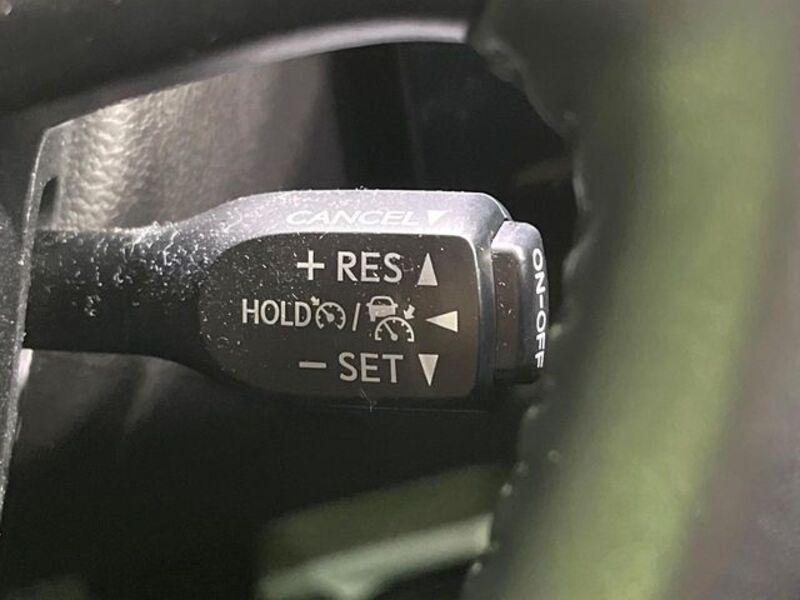 CANCEL▼
+ RES ▲
HOLD / ◀
− SET ▼
ON-OFF